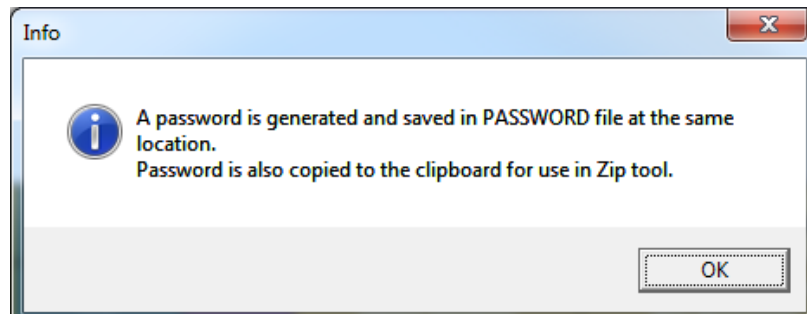 Info
A password is generated and saved in PASSWORD file at the same
location.
Password is also copied to the clipboard for use in Zip tool.
OK